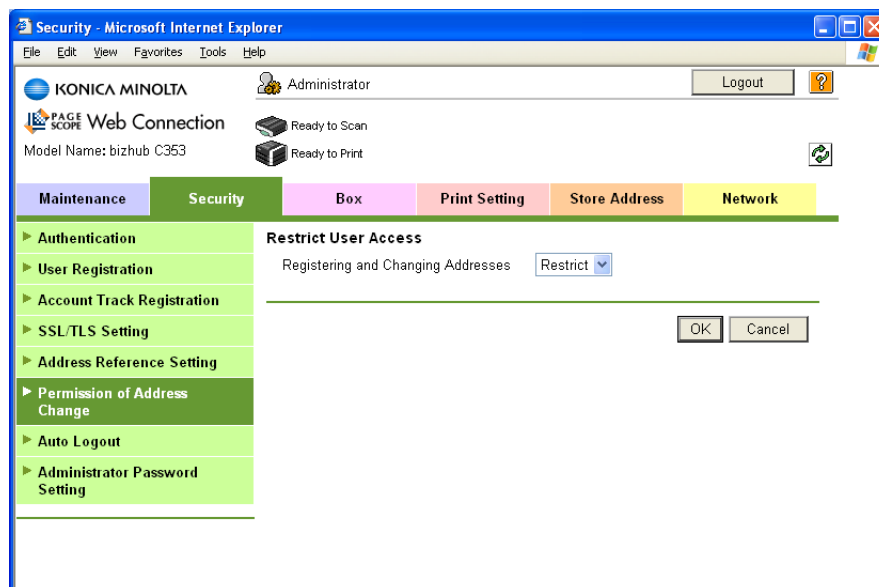 Security - Microsoft Internet Explorer
File Edit View Favorites Tools Help
KONICA MINOLTA
Administrator
Logout
?
PAGE SCOPE Web Connection
Ready to Scan
Model Name: bizhub C353
Ready to Print
Maintenance Security Box Print Setting Store Address Network
Authentication
User Registration
Account Track Registration
SSL/TLS Setting
Address Reference Setting
Permission of Address
Change
Auto Logout
Administrator Password
Setting
Restrict User Access
Registering and Changing Addresses Restrict
OK Cancel